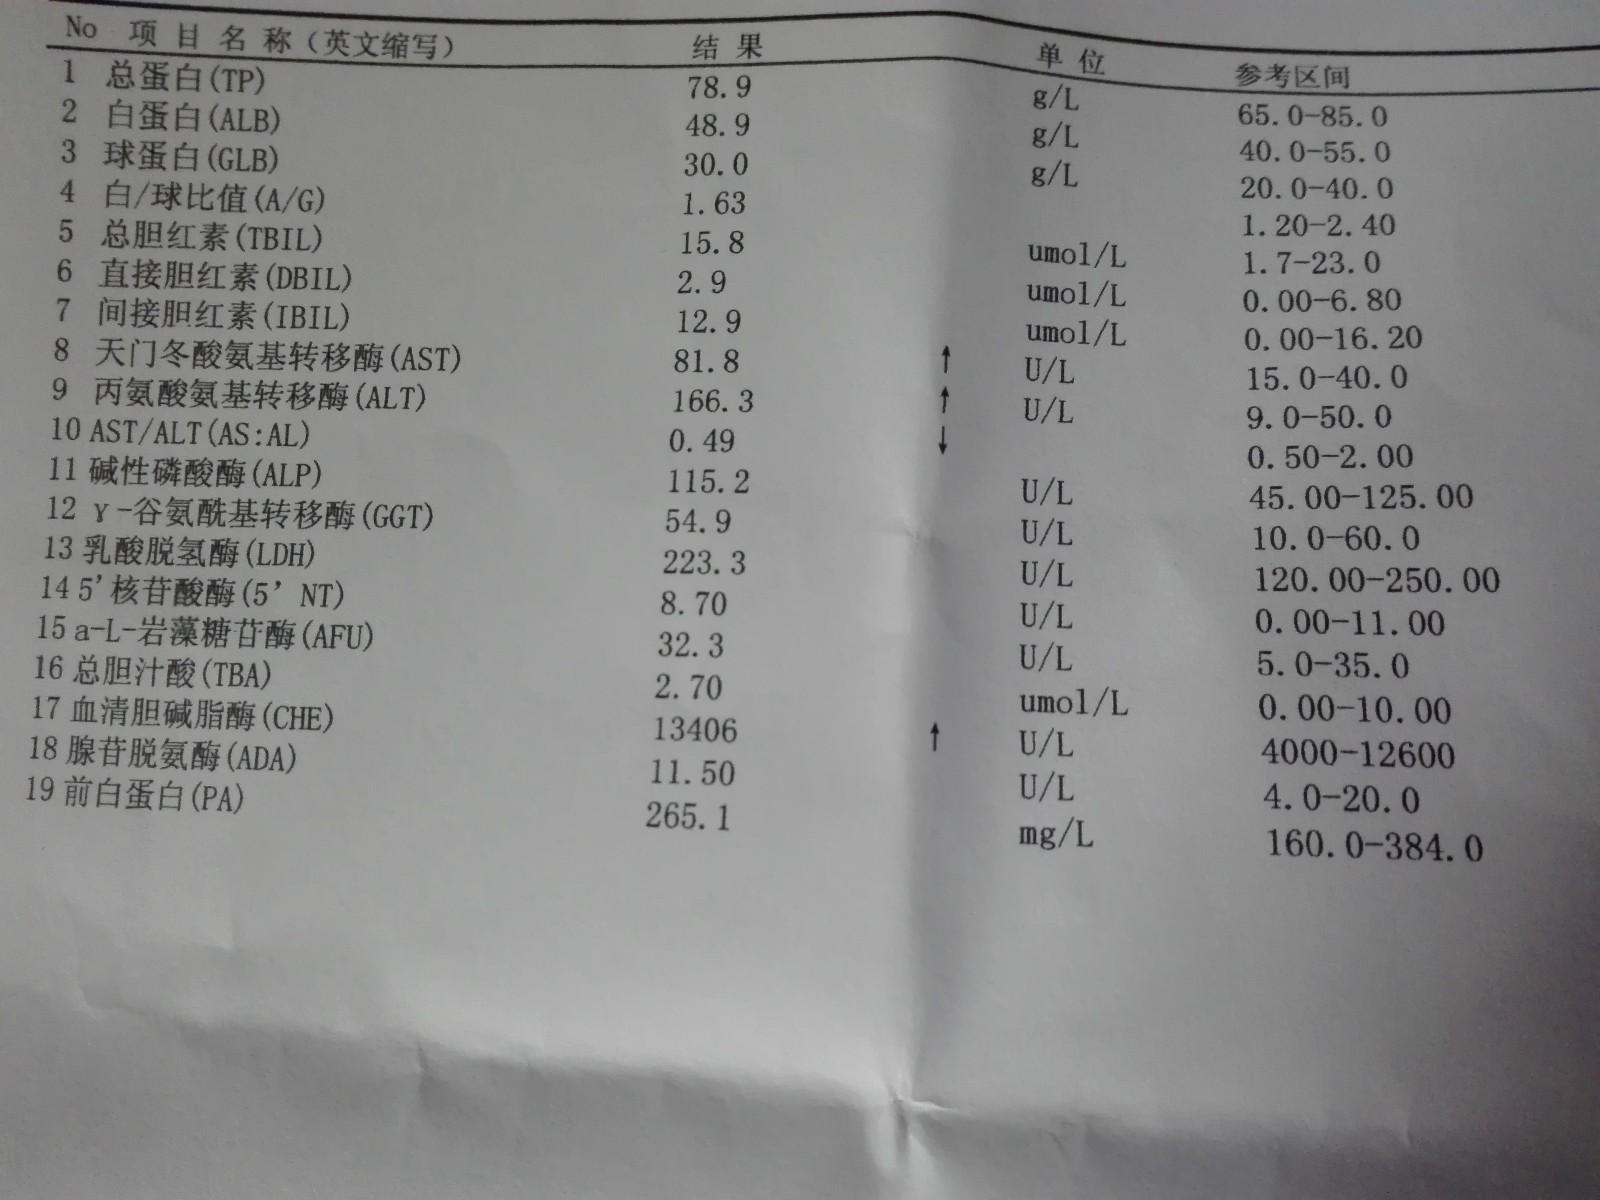 No 项目名称(英文缩写) 结果 单位 参考区间
1 总蛋白(TP) 78.9 g/L 65.0-85.0
2 白蛋白(ALB) 48.9 g/L 40.0-55.0
3 球蛋白(GLB) 30.0 g/L 20.0-40.0
4 白/球比值(A/G) 1.63 1.20-2.40
5 总胆红素(TBIL) 15.8 umol/L 1.7-23.0
6 直接胆红素(DBIL) 2.9 umol/L 0.00-6.80
7 间接胆红素(IBIL) 12.9 umol/L 0.00-16.20
8 天门冬酸氨基转移酶(AST) 81.8 ↑ U/L 15.0-40.0
9 丙氨酸氨基转移酶(ALT) 166.3 ↑ U/L 9.0-50.0
10 AST/ALT(AS:AL) 0.49 ↓ 0.50-2.00
11 碱性磷酸酶(ALP) 115.2 U/L 45.00-125.00
12 γ-谷氨酰基转移酶(GGT) 54.9 U/L 10.0-60.0
13 乳酸脱氢酶(LDH) 223.3 U/L 120.00-250.00
14 5'核苷酸酶(5' NT) 8.70 U/L 0.00-11.00
15 a-L-岩藻糖苷酶(AFU) 32.3 U/L 5.0-35.0
16 总胆汁酸(TBA) 2.70 umol/L 0.00-10.00
17 血清胆碱脂酶(CHE) 13406 ↑ U/L 4000-12600
18 腺苷脱氨酶(ADA) 11.50 U/L 4.0-20.0
19 前白蛋白(PA) 265.1 mg/L 160.0-384.0